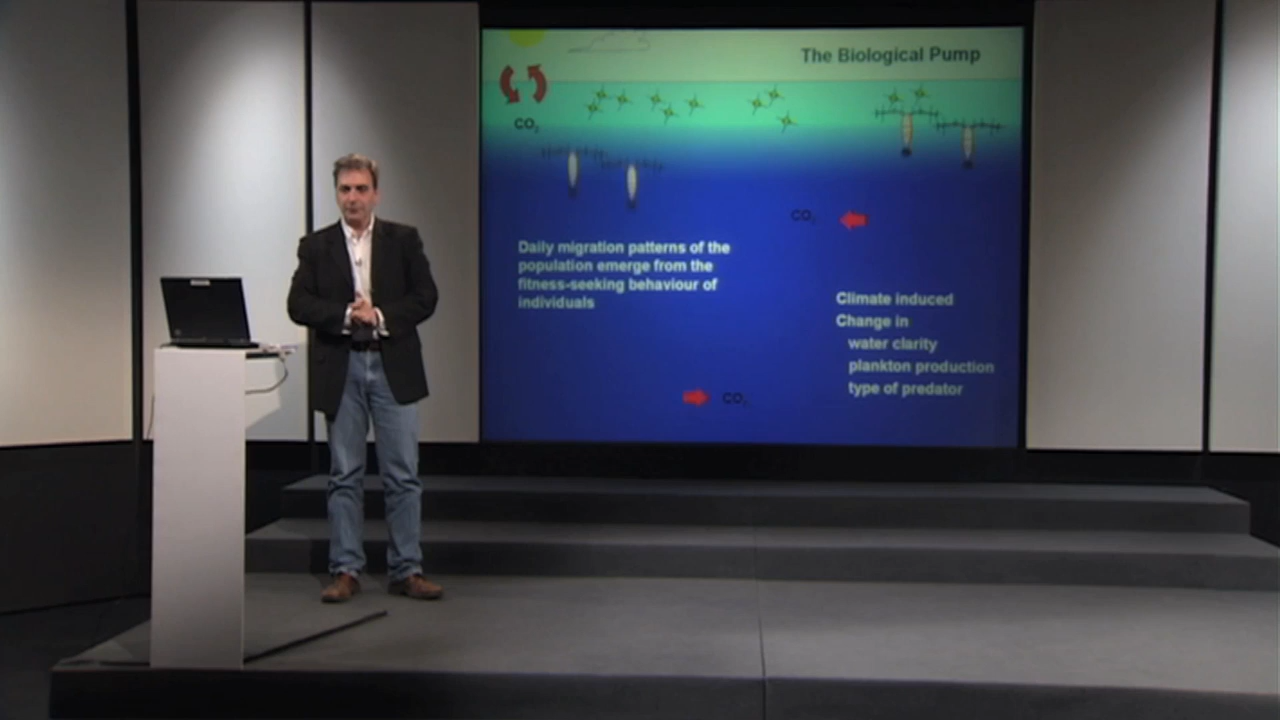 The Biological Pump
CO2
CO2
Daily migration patterns of the
population emerge from the
fitness-seeking behaviour of
individuals
Climate induced
Change in
water clarity
plankton production
type of predator
CO2